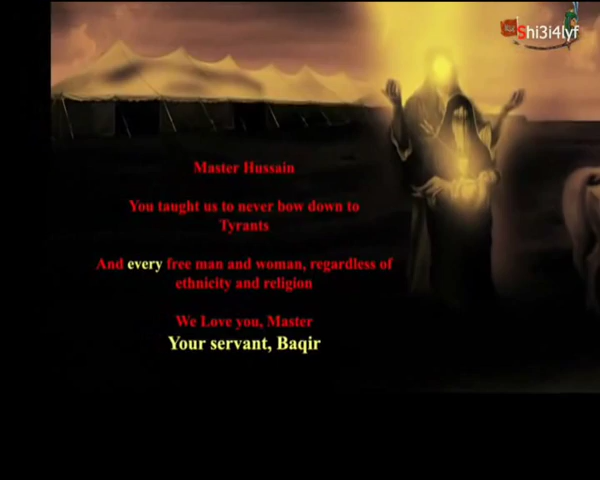 Shi3i4lyf
Master Hussain
You taught us to never bow down to
Tyrants
And every free man and woman, regardless of
ethnicity and religion
We Love you, Master
Your servant, Baqir